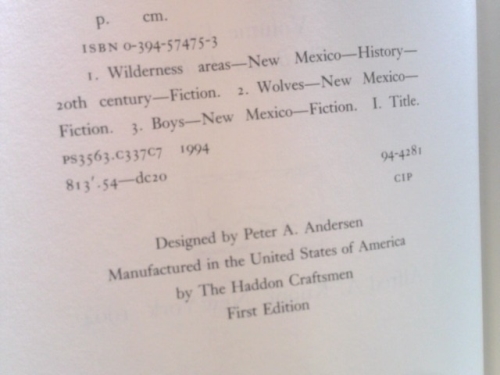 p. cm.
ISBN 0-394-57475-3
1. Wilderness areas—New Mexico—History—
20th century—Fiction. 2. Wolves—New Mexico—
Fiction. 3. Boys—New Mexico—Fiction. I. Title.
PS3563.C337C7 1994
813'.54—dc20 94-4281
CIP
Designed by Peter A. Andersen
Manufactured in the United States of America
by The Haddon Craftsmen
First Edition